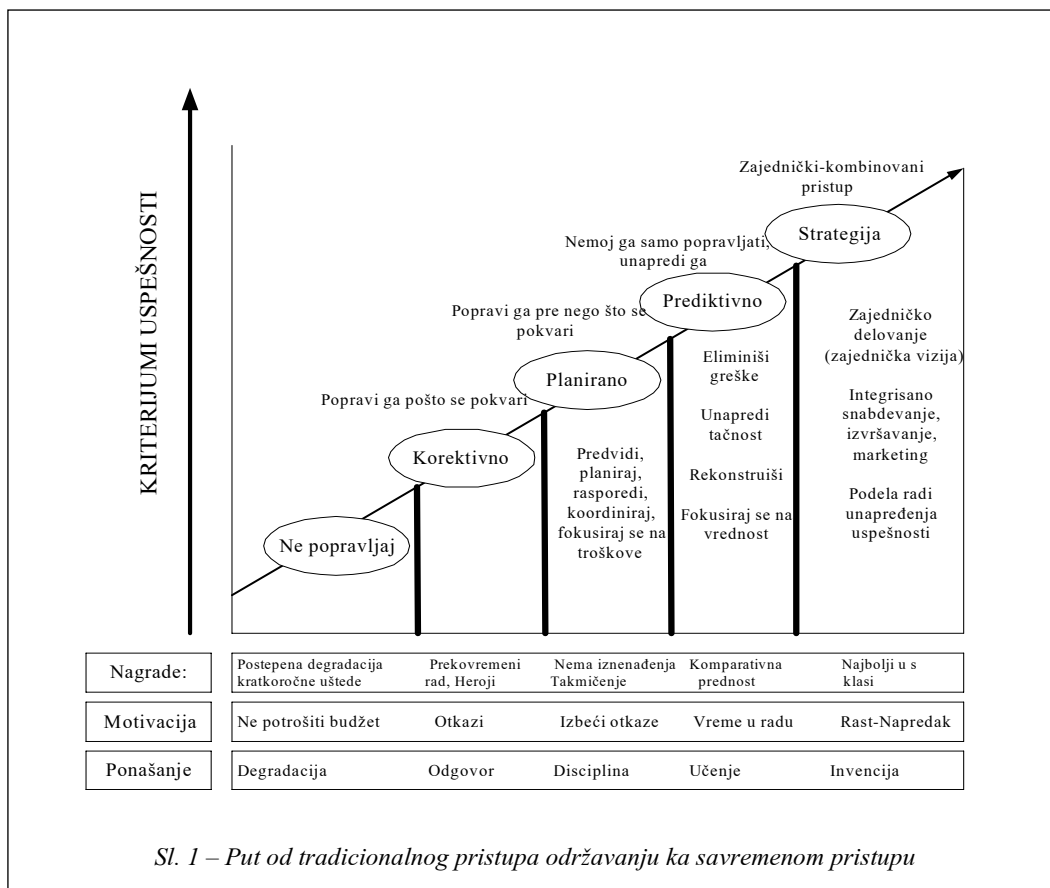 KRITERIJUMI USPEŠNOSTI
Zajednički-kombinovani
pristup
Strategija
Nemoj ga samo popravljati,
unapredi ga
Prediktivno
Popravi ga pre nego što se
pokvari
Planirano
Popravi ga pošto se pokvari
Korektivno
Ne popravljaj
Predvidi,
planiraj,
rasporedi,
koordiniraj,
fokusiraj se na
troškove
Eliminiši
greške
Unapredi
tačnost
Rekonstruiši
Fokusiraj se na
vrednost
Zajedničko
delovanje
(zajednička vizija)
Integrisano
snabdevanje,
izvršavanje,
marketing
Podela radi
unapređenja
uspešnosti
Nagrade:
Postepena degradacija
kratkoročne uštede
Prekovremeni
rad, Heroji
Nema iznenađenja
Takmičenje
Komparativna
prednost
Najbolji u s
klasi
Motivacija
Ne potrošiti budžet
Otkazi
Izbeći otkaze
Vreme u radu
Rast-Napredak
Ponašanje
Degradacija
Odgovor
Disciplina
Učenje
Invencija
Sl. 1 – Put od tradicionalnog pristupa održavanju ka savremenom pristupu